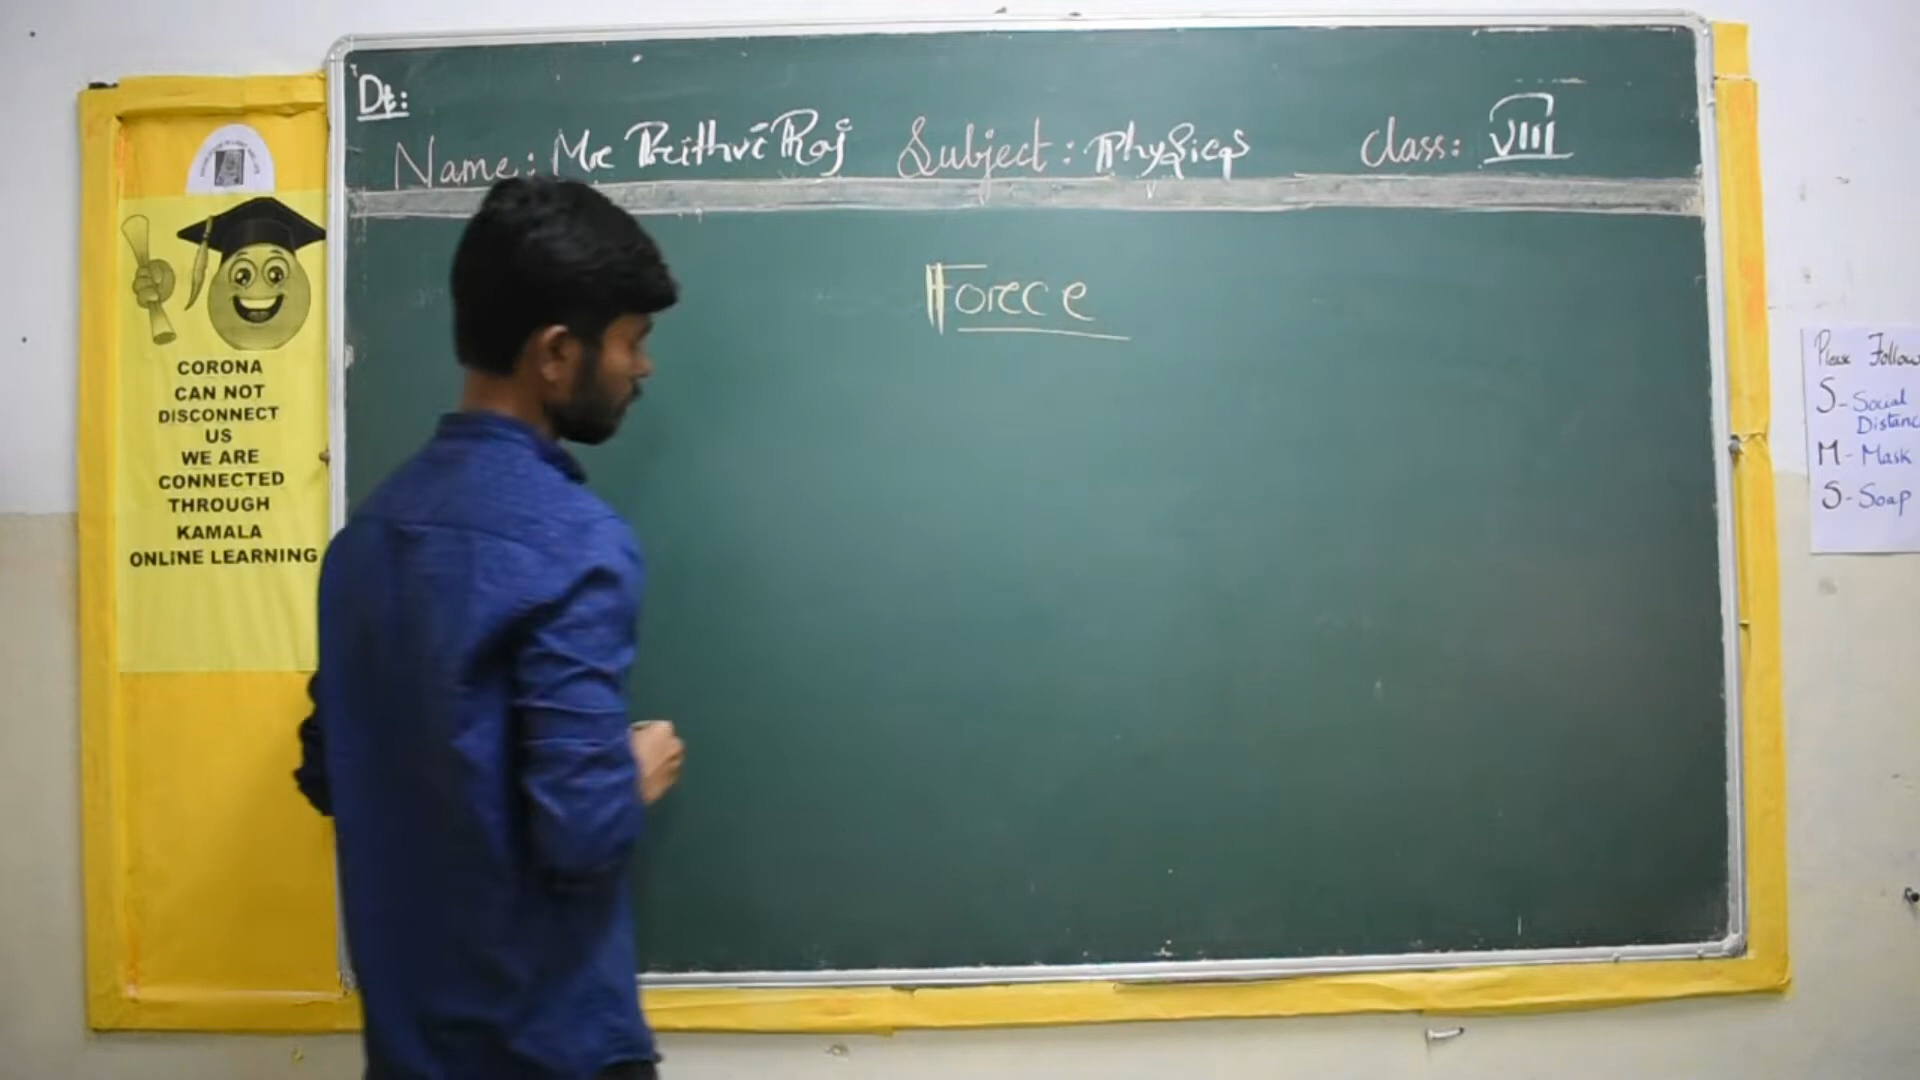 Dt:
Name: Mr Prithvi Raj Subject: Physics Class: VIII
Force
CORONA
CAN NOT
DISCONNECT
US
WE ARE
CONNECTED
THROUGH
KAMALA
ONLINE LEARNING
Please Follow
S- Social
Distanc
M- Mask
S- Soap